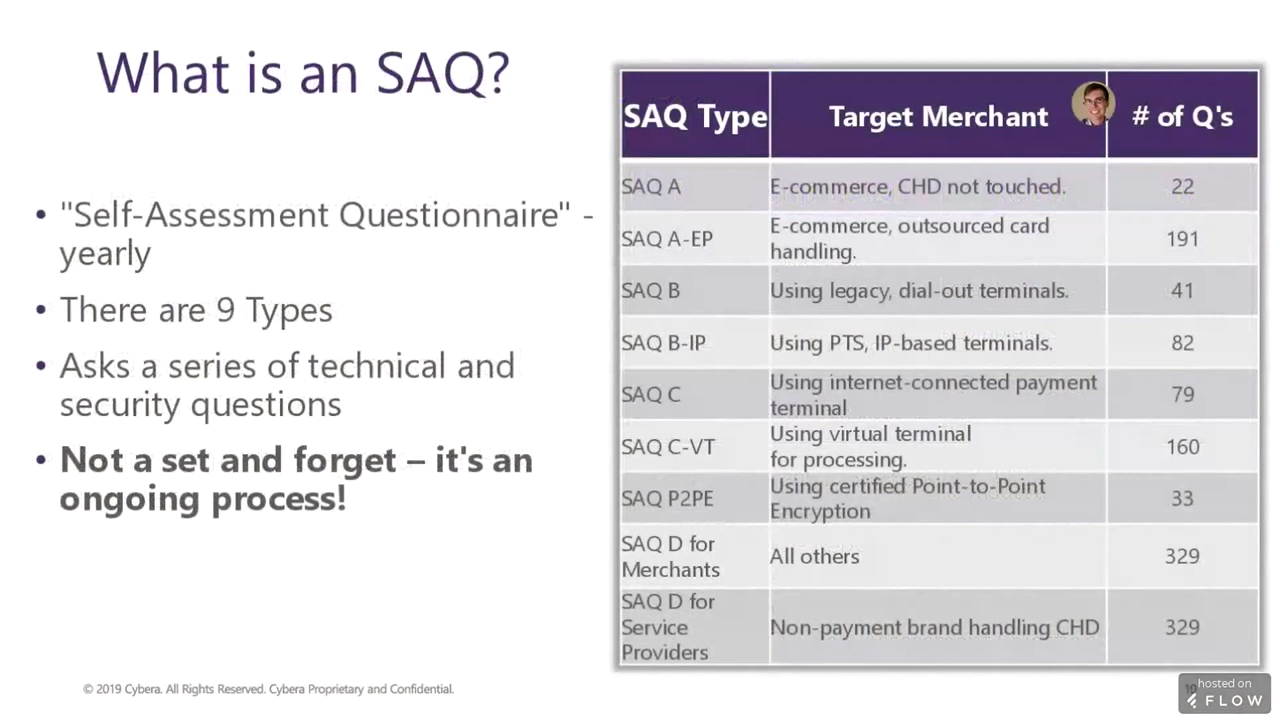 What is an SAQ?
• "Self-Assessment Questionnaire" -
yearly
• There are 9 Types
• Asks a series of technical and
security questions
• Not a set and forget – it's an
ongoing process!
SAQ Type Target Merchant # of Q's
SAQ A E-commerce, CHD not touched. 22
SAQ A-EP E-commerce, outsourced card
handling. 191
SAQ B Using legacy, dial-out terminals. 41
SAQ B-IP Using PTS, IP-based terminals. 82
SAQ C Using internet-connected payment
terminal 79
SAQ C-VT Using virtual terminal
for processing. 160
SAQ P2PE Using certified Point-to-Point
Encryption 33
SAQ D for
Merchants All others 329
SAQ D for
Service
Providers Non-payment brand handling CHD 329
© 2019 Cybera. All Rights Reserved. Cybera Proprietary and Confidential.
hosted on
FLOW